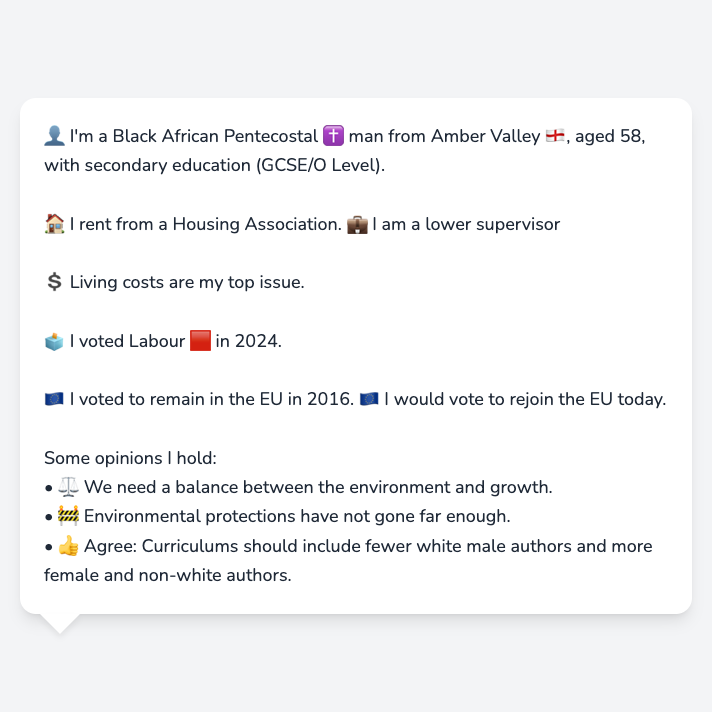 👤 I'm a Black African Pentecostal ✝️ man from Amber Valley 🏴󠁧󠁢󠁥󠁮󠁧󠁿, aged 58,
with secondary education (GCSE/O Level).
🏠 I rent from a Housing Association. 💼 I am a lower supervisor
💲 Living costs are my top issue.
🗳️ I voted Labour 🟥 in 2024.
🇪🇺 I voted to remain in the EU in 2016. 🇪🇺 I would vote to rejoin the EU today.
Some opinions I hold:
• ⚖️ We need a balance between the environment and growth.
• 🚧 Environmental protections have not gone far enough.
• 👍 Agree: Curriculums should include fewer white male authors and more
female and non-white authors.